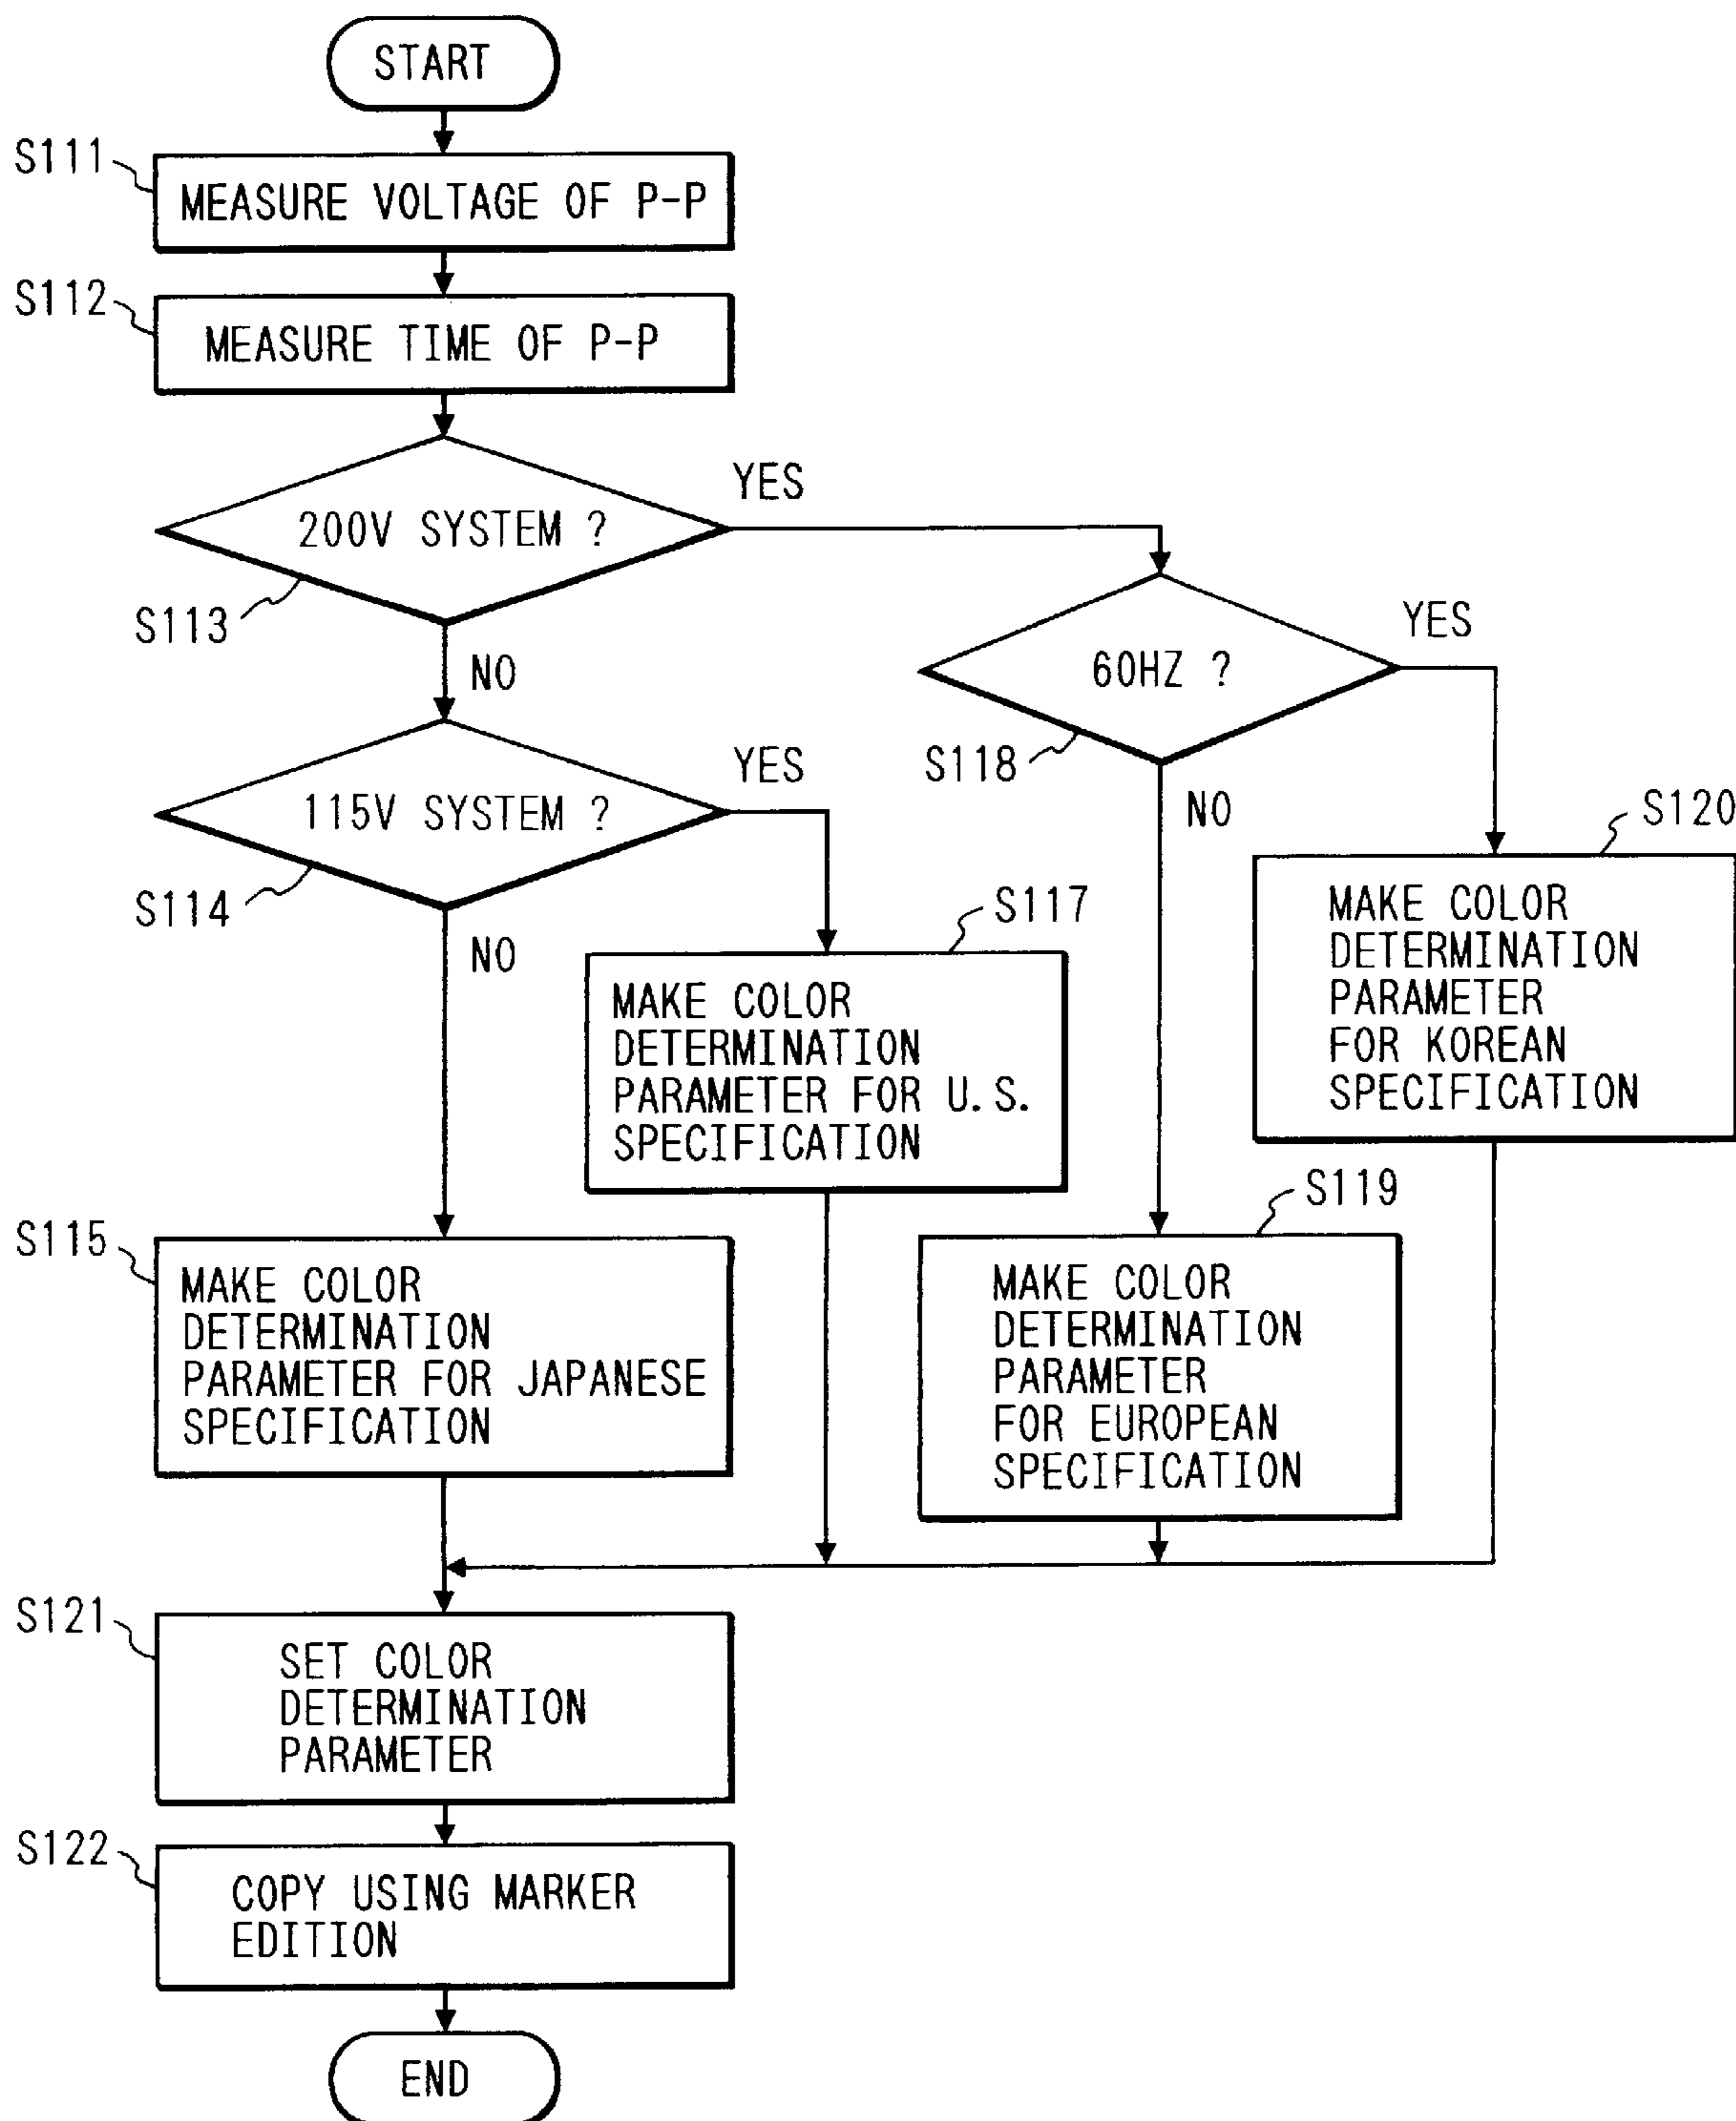 START
S111
MEASURE VOLTAGE OF P-P
S112
MEASURE TIME OF P-P
200V SYSTEM ?
YES
S113
NO
60HZ ?
YES
S118
NO
115V SYSTEM ?
YES
S114
NO
S120
MAKE COLOR
DETERMINATION
PARAMETER
FOR KOREAN
SPECIFICATION
S117
MAKE COLOR
DETERMINATION
PARAMETER FOR U.S.
SPECIFICATION
S119
MAKE COLOR
DETERMINATION
PARAMETER
FOR EUROPEAN
SPECIFICATION
S115
MAKE COLOR
DETERMINATION
PARAMETER FOR JAPANESE
SPECIFICATION
S121
SET COLOR
DETERMINATION
PARAMETER
S122
COPY USING MARKER
EDITION
END